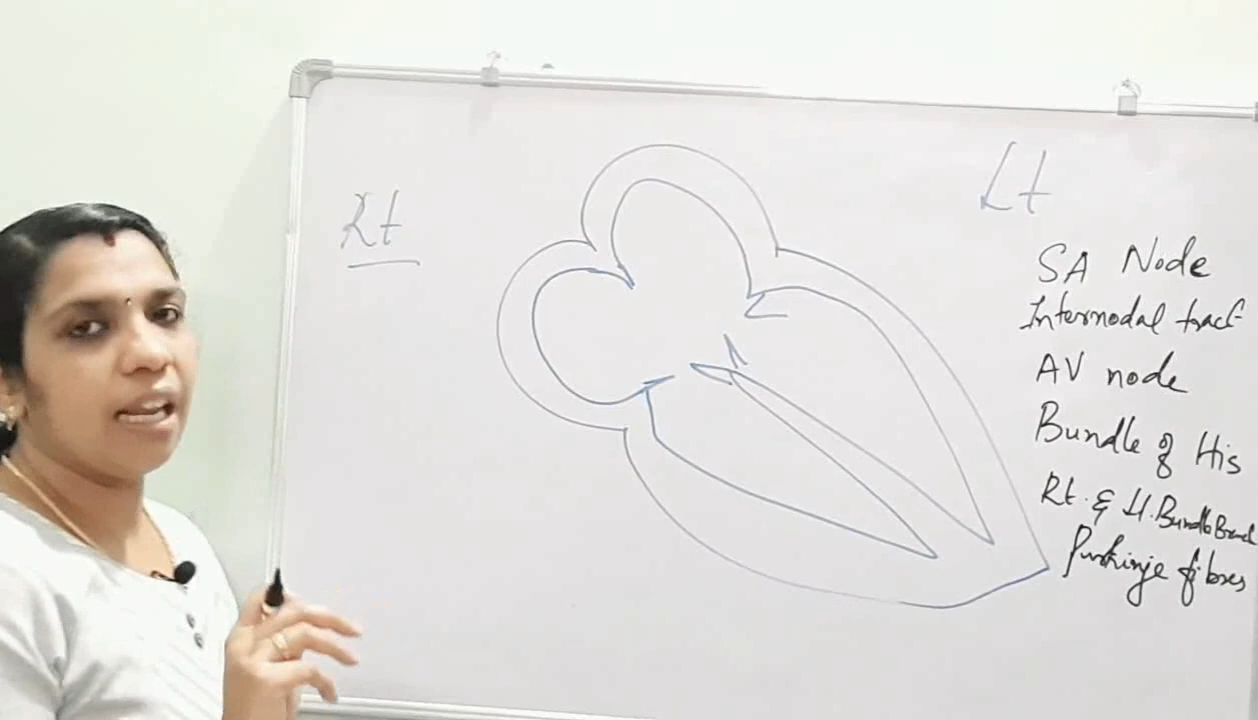 Rt
Lt
SA Node
Internodal tract
AV node
Bundle of His
Rt. & Lt. Bundle Branch
Purkinje fibres